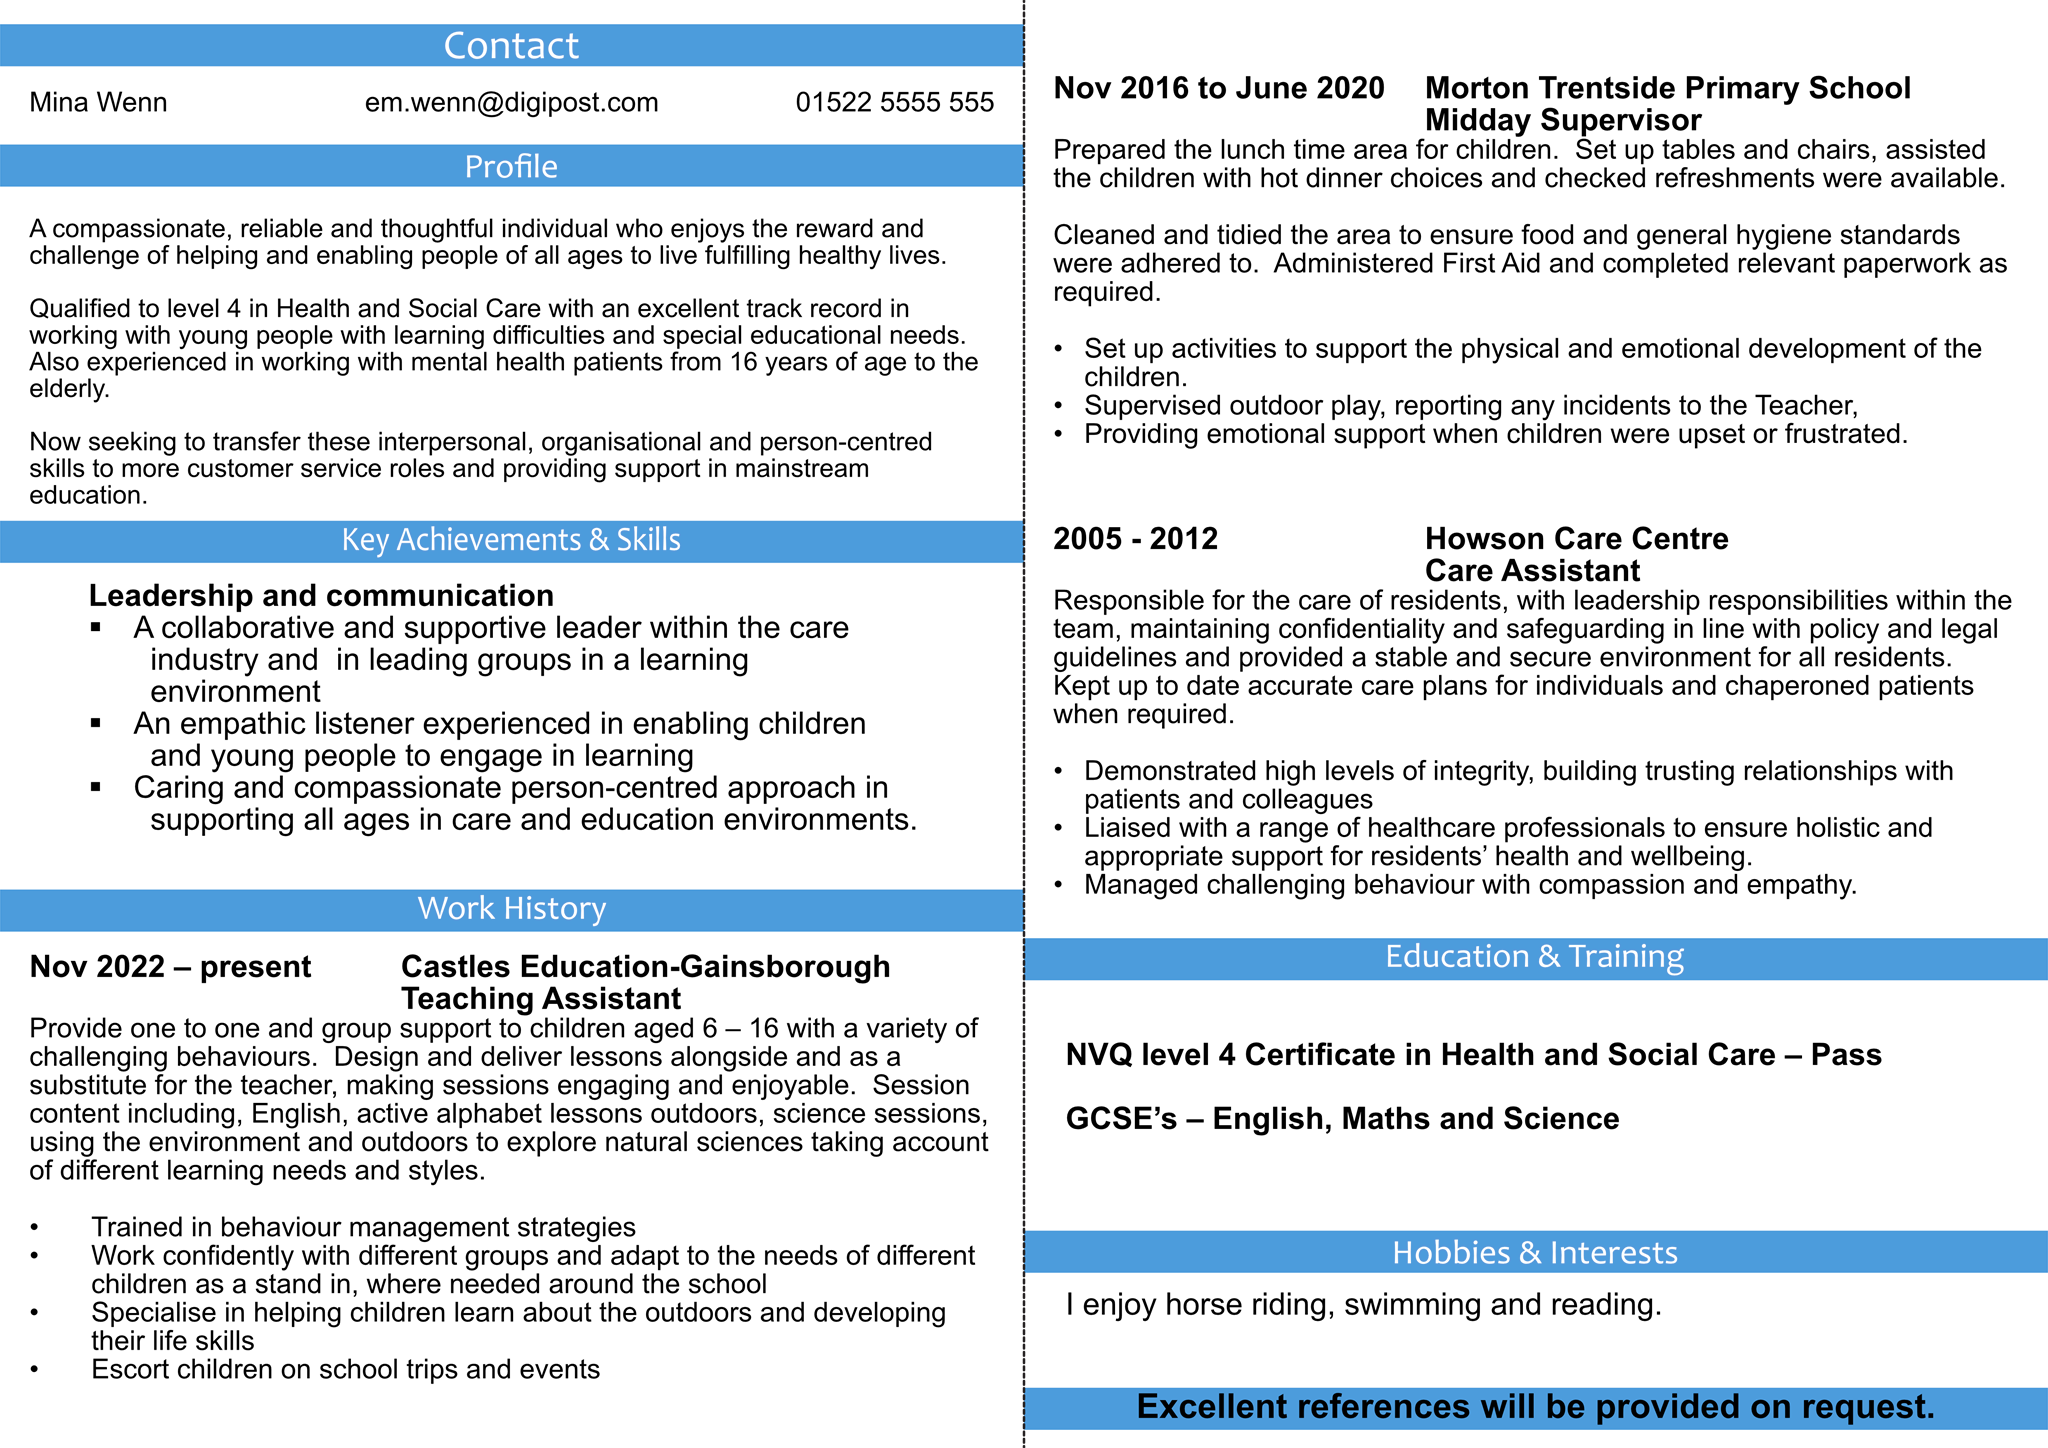 Contact
Mina Wenn em.wenn@digipost.com 01522 5555 555
Profile
A compassionate, reliable and thoughtful individual who enjoys the reward and
challenge of helping and enabling people of all ages to live fulfilling healthy lives.
Qualified to level 4 in Health and Social Care with an excellent track record in
working with young people with learning difficulties and special educational needs.
Also experienced in working with mental health patients from 16 years of age to the
elderly.
Now seeking to transfer these interpersonal, organisational and person-centred
skills to more customer service roles and providing support in mainstream
education.
Key Achievements & Skills
Leadership and communication
▪ A collaborative and supportive leader within the care
industry and  in leading groups in a learning
environment
▪ An empathic listener experienced in enabling children
and young people to engage in learning
▪ Caring and compassionate person-centred approach in
supporting all ages in care and education environments.
Work History
Nov 2022 – present Castles Education-Gainsborough
Teaching Assistant
Provide one to one and group support to children aged 6 – 16 with a variety of
challenging behaviours.  Design and deliver lessons alongside and as a
substitute for the teacher, making sessions engaging and enjoyable.  Session
content including, English, active alphabet lessons outdoors, science sessions,
using the environment and outdoors to explore natural sciences taking account
of different learning needs and styles.
• Trained in behaviour management strategies
• Work confidently with different groups and adapt to the needs of different
children as a stand in, where needed around the school
• Specialise in helping children learn about the outdoors and developing
their life skills
• Escort children on school trips and events
Nov 2016 to June 2020 Morton Trentside Primary School
Midday Supervisor
Prepared the lunch time area for children.  Set up tables and chairs, assisted
the children with hot dinner choices and checked refreshments were available.
Cleaned and tidied the area to ensure food and general hygiene standards
were adhered to.  Administered First Aid and completed relevant paperwork as
required.
• Set up activities to support the physical and emotional development of the
children.
• Supervised outdoor play, reporting any incidents to the Teacher,
• Providing emotional support when children were upset or frustrated.
2005 - 2012 Howson Care Centre
Care Assistant
Responsible for the care of residents, with leadership responsibilities within the
team, maintaining confidentiality and safeguarding in line with policy and legal
guidelines and provided a stable and secure environment for all residents.
Kept up to date accurate care plans for individuals and chaperoned patients
when required.
• Demonstrated high levels of integrity, building trusting relationships with
patients and colleagues
• Liaised with a range of healthcare professionals to ensure holistic and
appropriate support for residents’ health and wellbeing.
• Managed challenging behaviour with compassion and empathy.
Education & Training
NVQ level 4 Certificate in Health and Social Care – Pass
GCSE’s – English, Maths and Science
Hobbies & Interests
I enjoy horse riding, swimming and reading.
Excellent references will be provided on request.